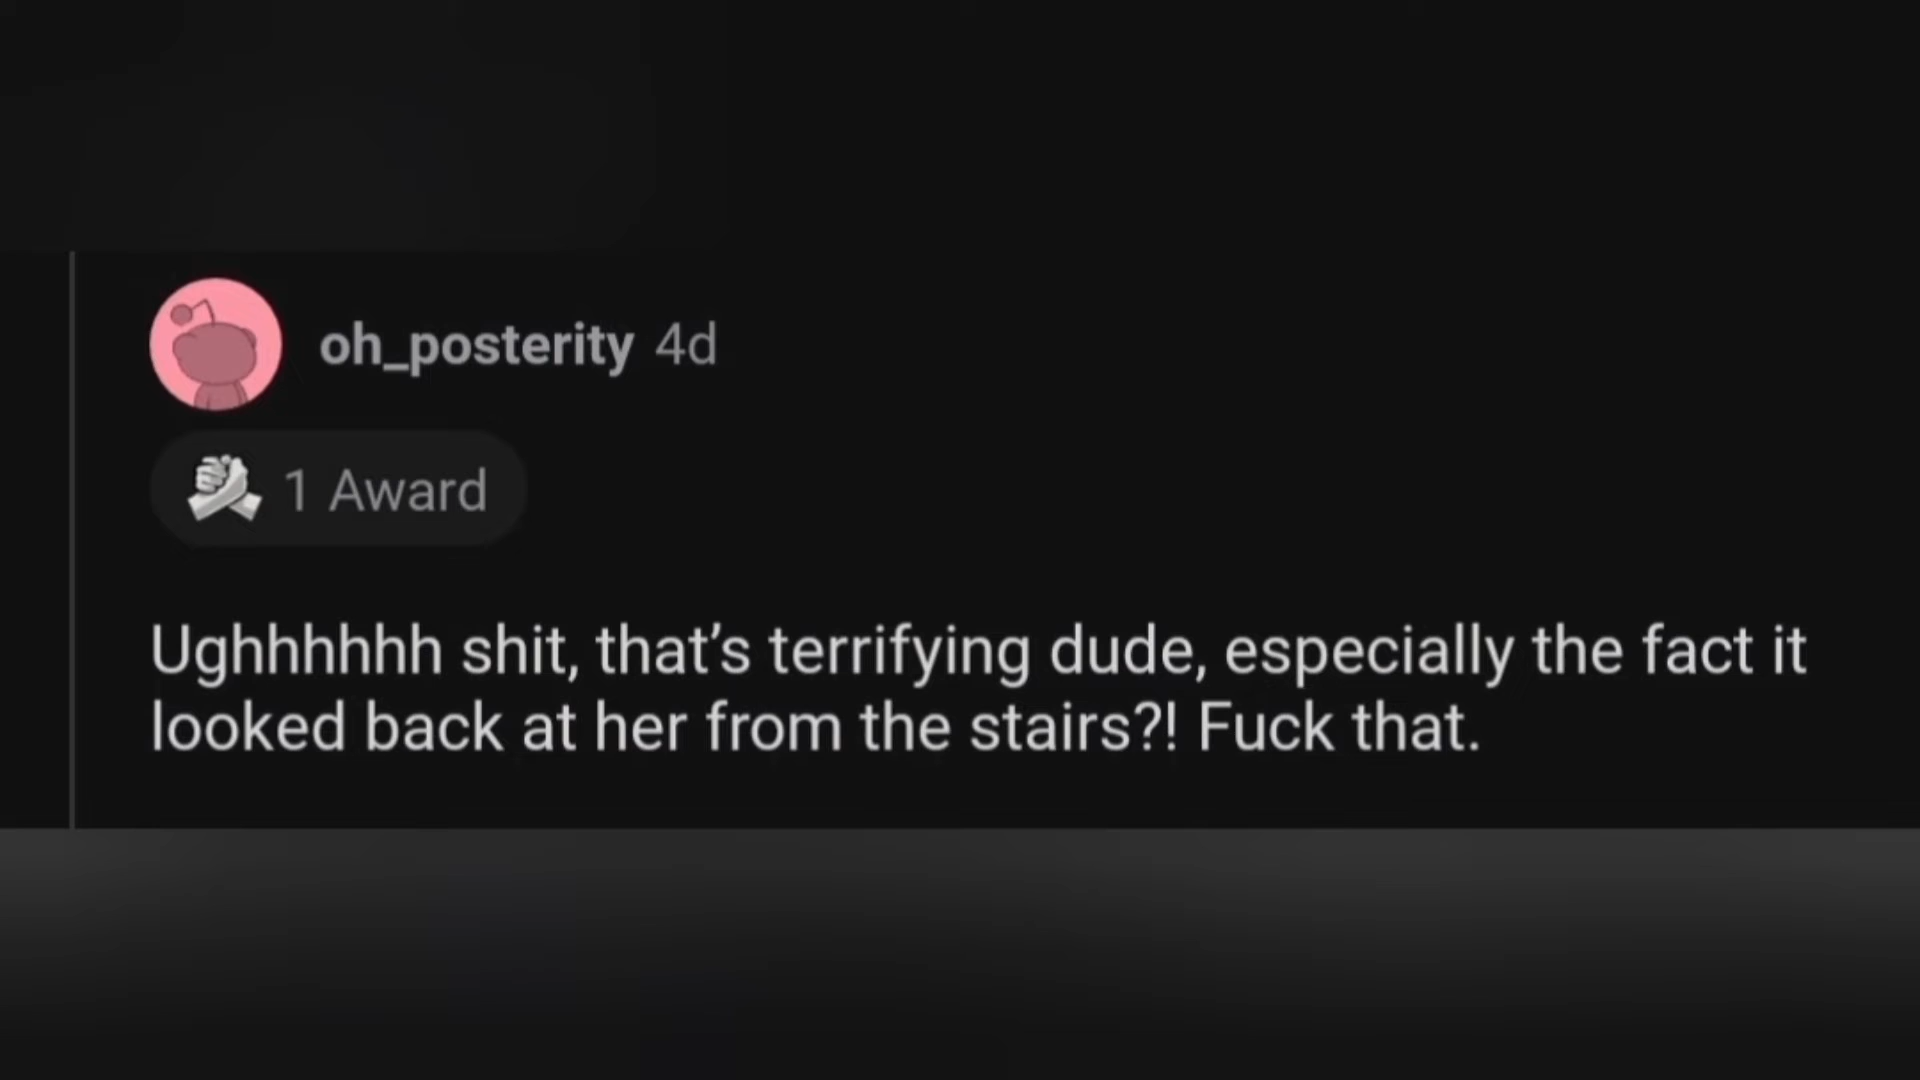 oh_posterity 4d
1 Award
Ughhhhhh shit, that’s terrifying dude, especially the fact it
looked back at her from the stairs?! Fuck that.